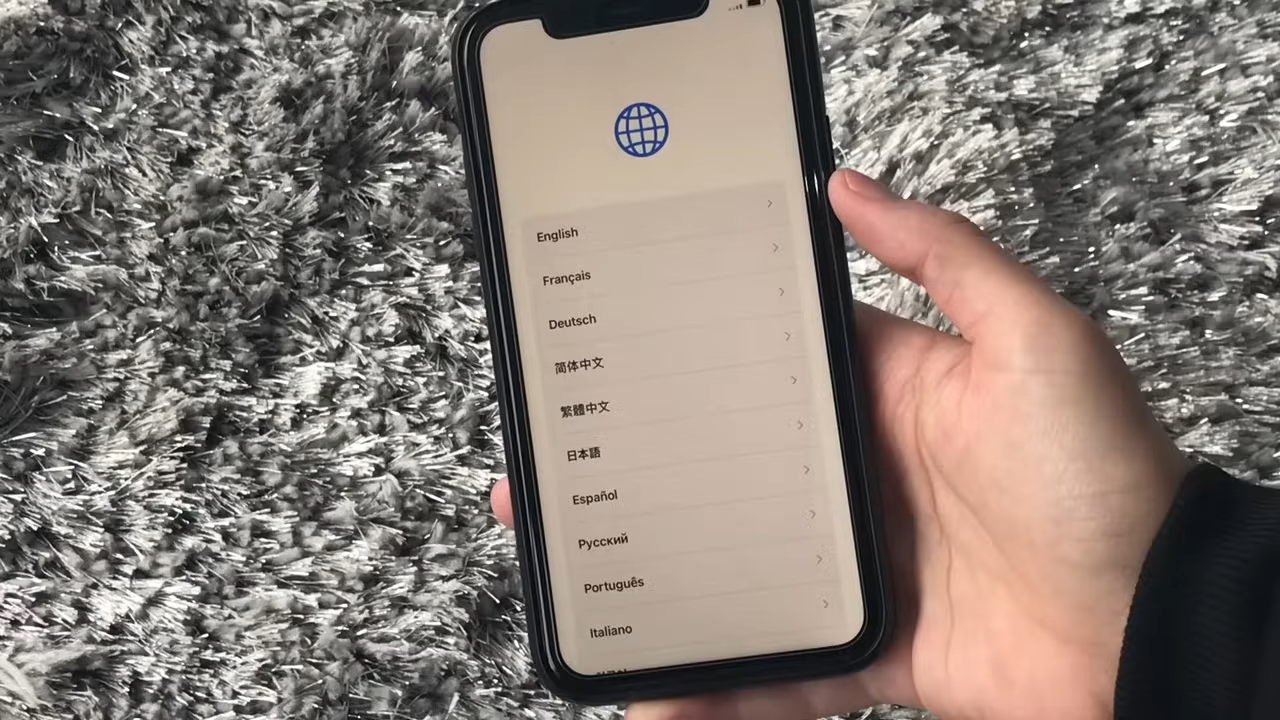 English
Français
Deutsch
简体中文
繁體中文
日本語
Español
Русский
Português
Italiano